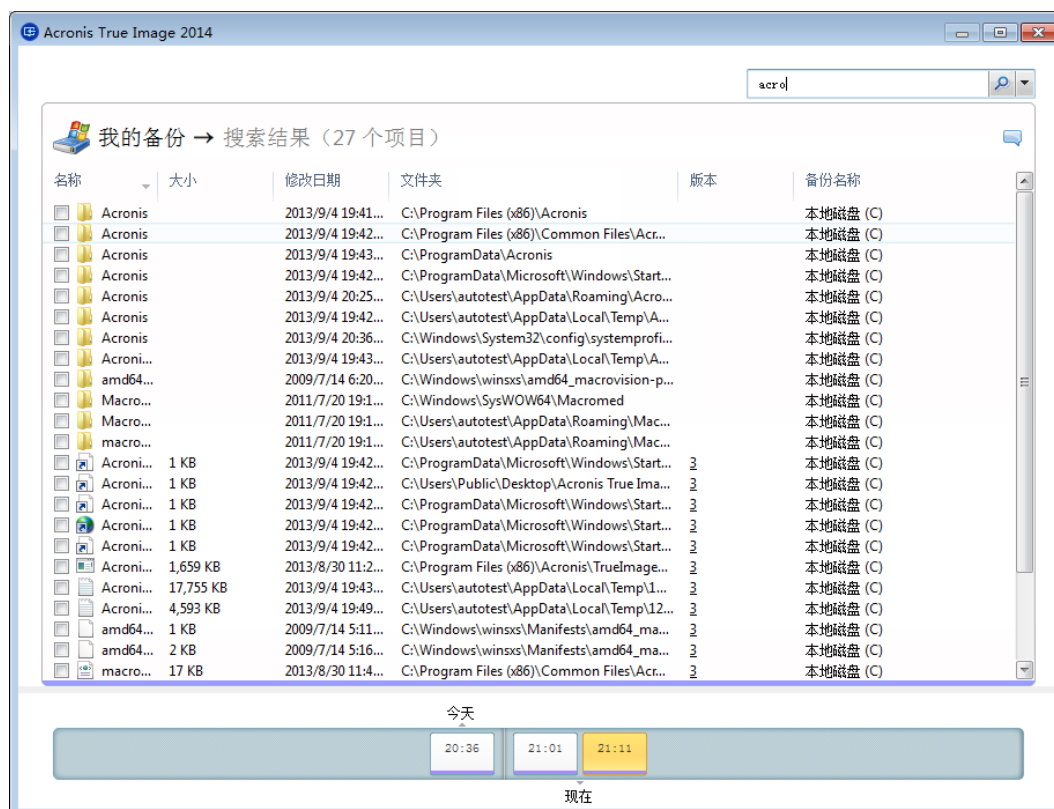 Acronis True Image 2014
acro
我的备份 → 搜索结果（27 个项目）
名称 大小 修改日期 文件夹 版本 备份名称
Acronis 2013/9/4 19:41... C:\Program Files (x86)\Acronis 本地磁盘 (C)
Acronis 2013/9/4 19:42... C:\Program Files (x86)\Common Files\Acr... 本地磁盘 (C)
Acronis 2013/9/4 19:43... C:\ProgramData\Acronis 本地磁盘 (C)
Acronis 2013/9/4 19:42... C:\ProgramData\Microsoft\Windows\Start... 本地磁盘 (C)
Acronis 2013/9/4 20:25... C:\Users\autotest\AppData\Roaming\Acro... 本地磁盘 (C)
Acronis 2013/9/4 19:42... C:\Users\autotest\AppData\Local\Temp\A... 本地磁盘 (C)
Acronis 2013/9/4 20:36... C:\Windows\System32\config\systemprofi... 本地磁盘 (C)
Acroni... 2013/9/4 19:43... C:\Users\autotest\AppData\Local\Temp\A... 本地磁盘 (C)
amd64... 2009/7/14 6:20... C:\Windows\winsxs\amd64_macrovision-p... 本地磁盘 (C)
Macro... 2011/7/20 19:1... C:\Windows\SysWOW64\Macromed 本地磁盘 (C)
Macro... 2011/7/20 19:1... C:\Users\autotest\AppData\Roaming\Mac... 本地磁盘 (C)
macro... 2011/7/20 19:1... C:\Users\autotest\AppData\Roaming\Mac... 本地磁盘 (C)
Acroni... 1 KB 2013/9/4 19:42... C:\ProgramData\Microsoft\Windows\Start... 3 本地磁盘 (C)
Acroni... 1 KB 2013/9/4 19:42... C:\Users\Public\Desktop\Acronis True Ima... 3 本地磁盘 (C)
Acroni... 1 KB 2013/9/4 19:42... C:\ProgramData\Microsoft\Windows\Start... 3 本地磁盘 (C)
Acroni... 1 KB 2013/9/4 19:42... C:\ProgramData\Microsoft\Windows\Start... 3 本地磁盘 (C)
Acroni... 1 KB 2013/9/4 19:42... C:\ProgramData\Microsoft\Windows\Start... 3 本地磁盘 (C)
Acroni... 1,659 KB 2013/8/30 11:2... C:\Program Files (x86)\Acronis\TrueImage... 3 本地磁盘 (C)
Acroni... 17,755 KB 2013/9/4 19:43... C:\Users\autotest\AppData\Local\Temp\1... 3 本地磁盘 (C)
Acroni... 4,593 KB 2013/9/4 19:49... C:\Users\autotest\AppData\Local\Temp\12... 3 本地磁盘 (C)
amd64... 1 KB 2009/7/14 5:11... C:\Windows\winsxs\Manifests\amd64_ma... 3 本地磁盘 (C)
amd64... 2 KB 2009/7/14 5:16... C:\Windows\winsxs\Manifests\amd64_ma... 3 本地磁盘 (C)
macro... 17 KB 2013/8/30 11:4... C:\Program Files (x86)\Common Files\Acr... 3 本地磁盘 (C)
今天
20:36 21:01 21:11
现在